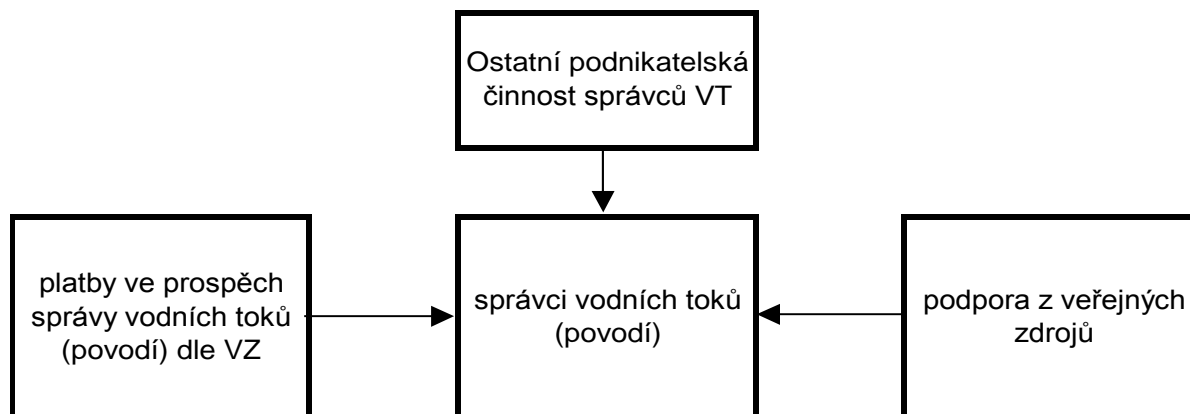 Ostatní podnikatelská
činnost správců VT
platby ve prospěch
správy vodních toků
(povodí) dle VZ
správci vodních toků
(povodí)
podpora z veřejných
zdrojů